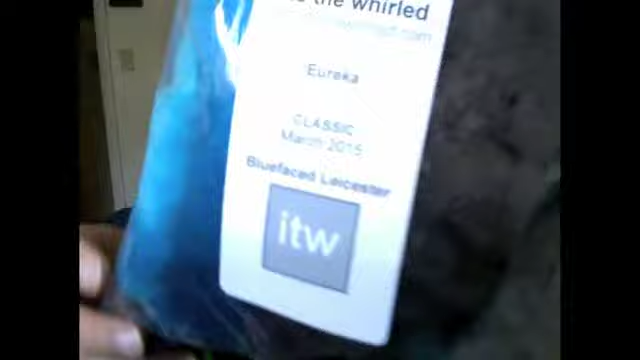 the whirled
Eureka
CLASSIC
March 2015
Bluefaced Leicester
itw